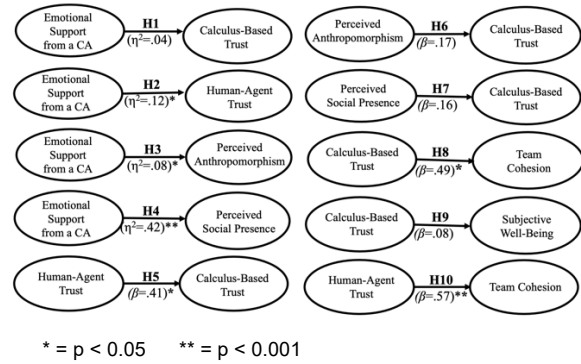 Emotional
Support
from a CA
H1
(η²=.04)
Calculus-Based
Trust
Emotional
Support
from a CA
H2
(η²=.12)*
Human-Agent
Trust
Emotional
Support
from a CA
H3
(η²=.08)*
Perceived
Anthropomorphism
Emotional
Support
from a CA
H4
(η²=.42)**
Perceived
Social Presence
Human-Agent
Trust
H5
(β=.41)*
Calculus-Based
Trust
Perceived
Anthropomorphism
H6
(β=.17)
Calculus-Based
Trust
Perceived
Social Presence
H7
(β=.16)
Calculus-Based
Trust
Calculus-Based
Trust
H8
(β=.49)*
Team
Cohesion
Calculus-Based
Trust
H9
(β=.08)
Subjective
Well-Being
Human-Agent
Trust
H10
(β=.57)**
Team Cohesion
* = p < 0.05 ** = p < 0.001